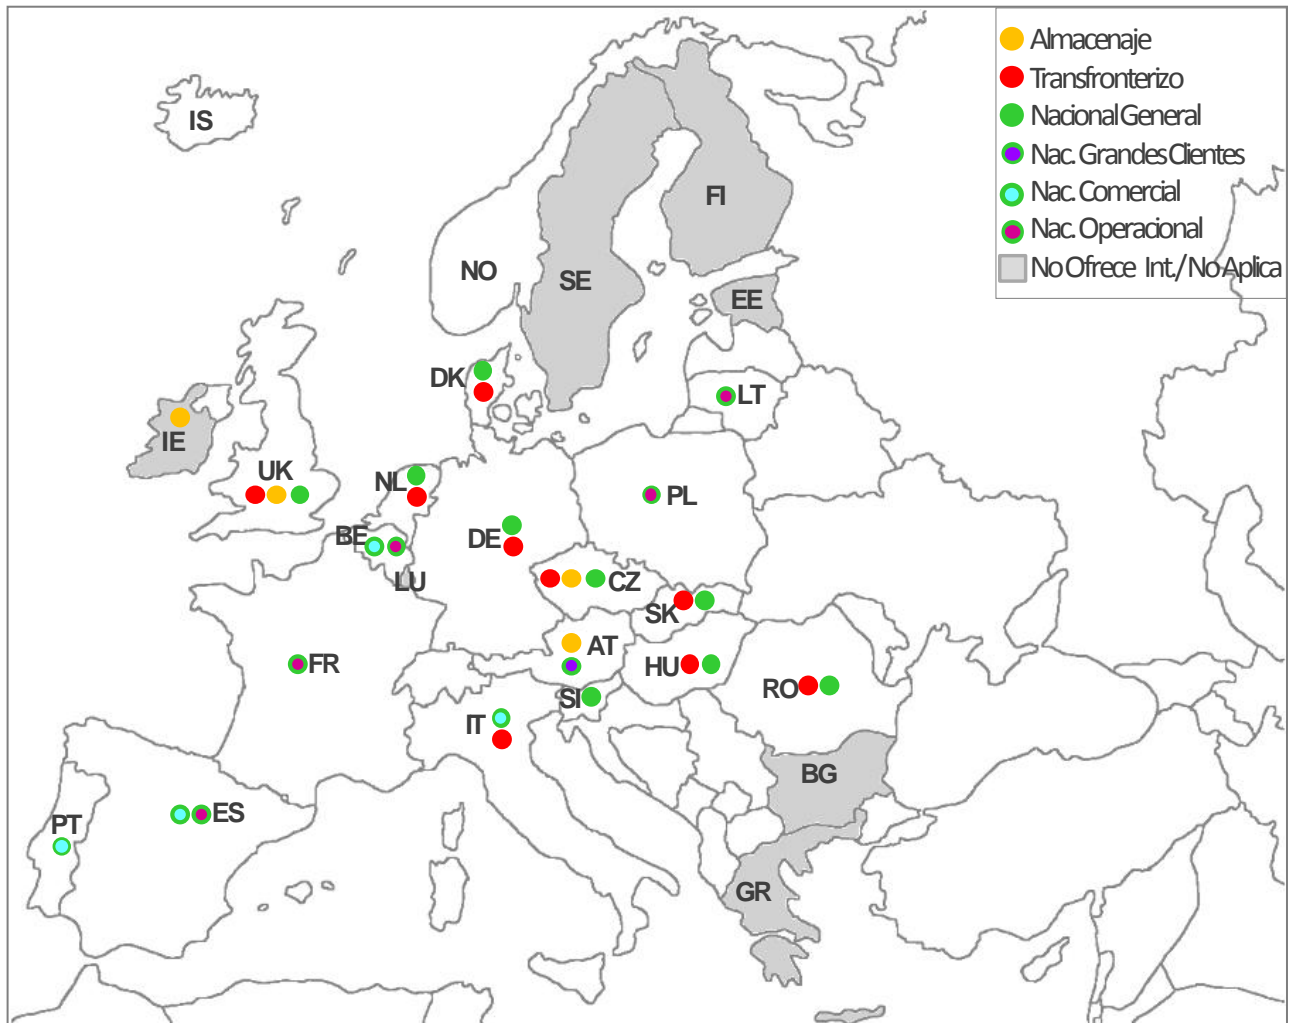 Almacenaje
Transfronterizo
Nacional General
Nac. Grandes Clientes
Nac. Comercial
Nac. Operacional
No Ofrece Int./ No Aplica
IS
FI
NO
SE
EE
DK
LT
IE
UK
NL
PL
BE
DE
LU
CZ
SK
AT
FR
HU
SI
RO
IT
BG
ES
PT
GR